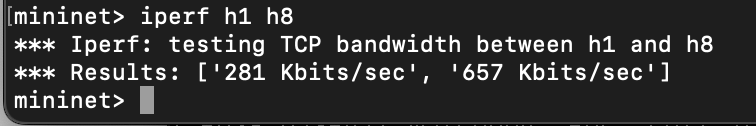 [mininet> iperf h1 h8
*** Iperf: testing TCP bandwidth between h1 and h8
*** Results: ['281 Kbits/sec', '657 Kbits/sec']
mininet>